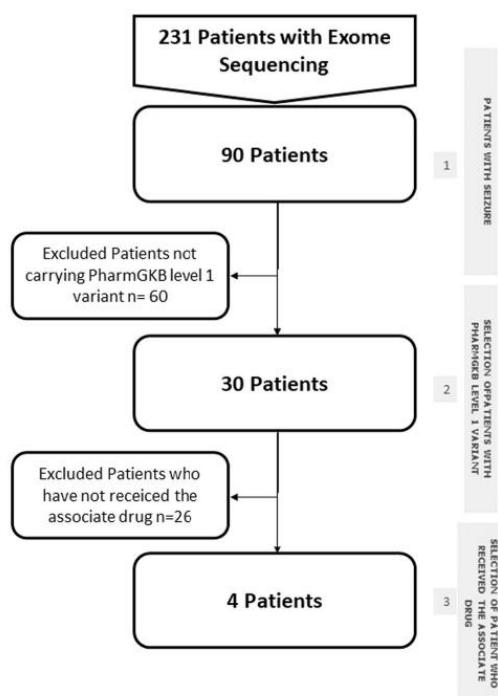 231 Patients with Exome
Sequencing
90 Patients
1
PATIENTS WITH SEIZURE
Excluded Patients not
carrying PharmGKB level 1
variant n= 60
30 Patients
2
SELECTION OFPATIENTS WITH
PHARMGKB LEVEL 1 VARIANT
Excluded Patients who
have not receiced the
associate drug n=26
4 Patients
3
SELECTION OF PATIENT WHO
RECEIVED THE ASSOCIATE
DRUG